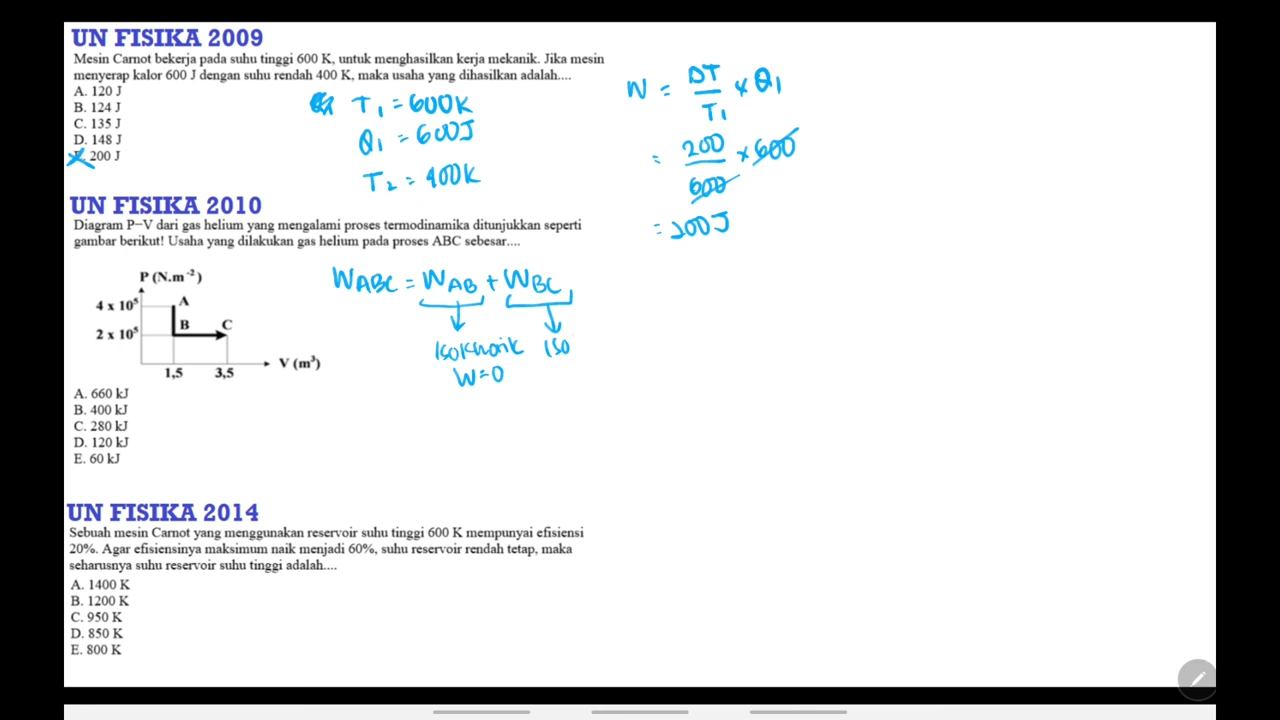 UN FISIKA 2009
Mesin Carnot bekerja pada suhu tinggi 600 K, untuk menghasilkan kerja mekanik. Jika mesin
menyerap kalor 600 J dengan suhu rendah 400 K, maka usaha yang dihasilkan adalah....
A. 120 J
B. 124 J
C. 135 J
D. 148 J
200 J
T₁ = 600K
Q₁ = 600J
T₂ = 400K
W = ΔT/T₁ × Q₁
= 200/600 × 600
= 200J
UN FISIKA 2010
Diagram P–V dari gas helium yang mengalami proses termodinamika ditunjukkan seperti
gambar berikut! Usaha yang dilakukan gas helium pada proses ABC sebesar....
P (N.m⁻²)
4 x 10⁵ A
2 x 10⁵ B C
V (m³)
1,5 3,5
W ABC = W AB + W BC
Isokhorik Iso
W=0
A. 660 kJ
B. 400 kJ
C. 280 kJ
D. 120 kJ
E. 60 kJ
UN FISIKA 2014
Sebuah mesin Carnot yang menggunakan reservoir suhu tinggi 600 K mempunyai efisiensi
20%. Agar efisiensinya maksimum naik menjadi 60%, suhu reservoir rendah tetap, maka
seharusnya suhu reservoir suhu tinggi adalah....
A. 1400 K
B. 1200 K
C. 950 K
D. 850 K
E. 800 K